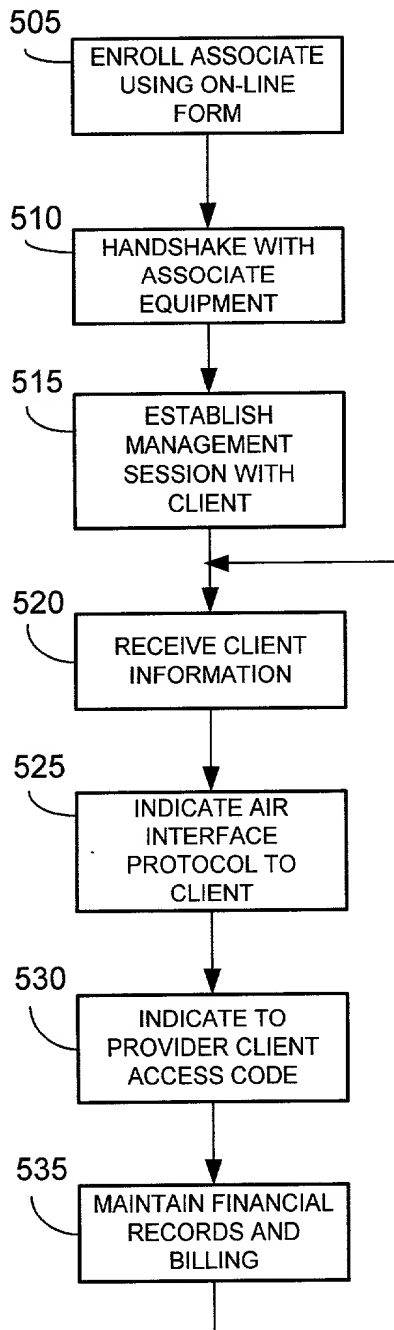 505
ENROLL ASSOCIATE
USING ON-LINE
FORM
510
HANDSHAKE WITH
ASSOCIATE
EQUIPMENT
515
ESTABLISH
MANAGEMENT
SESSION WITH
CLIENT
520
RECEIVE CLIENT
INFORMATION
525
INDICATE AIR
INTERFACE
PROTOCOL TO
CLIENT
530
INDICATE TO
PROVIDER CLIENT
ACCESS CODE
535
MAINTAIN FINANCIAL
RECORDS AND
BILLING